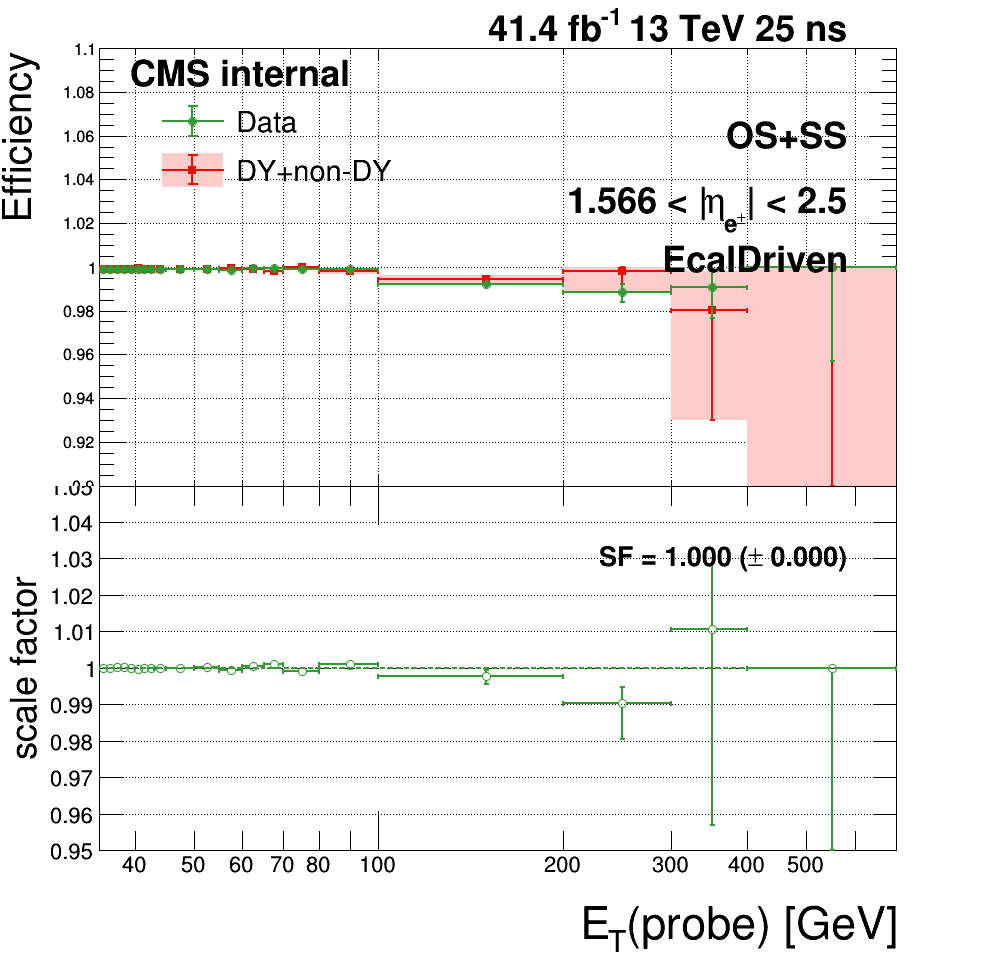 41.4 fb⁻¹ 13 TeV 25 ns
Efficiency
1.1
1.08
1.06
1.04
1.02
1
0.98
0.96
0.94
0.92
CMS internal
Data
DY+non-DY
OS+SS
1.566 < |η_e±| < 2.5
EcalDriven
scale factor
1.04
1.03
1.02
1.01
1
0.99
0.98
0.97
0.96
0.95
SF = 1.000 (± 0.000)
40 50 60 70 80 100 200 300 400 500
E_T(probe) [GeV]